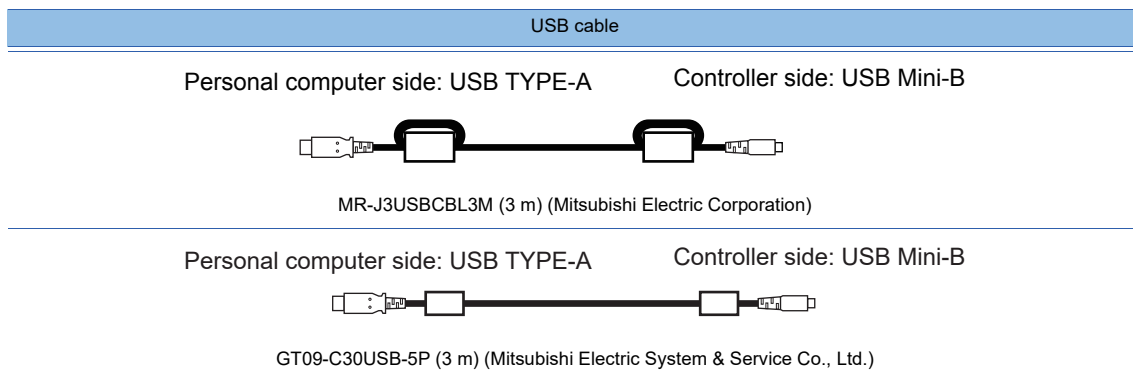 USB cable
Personal computer side: USB TYPE-A Controller side: USB Mini-B
MR-J3USBCBL3M (3 m) (Mitsubishi Electric Corporation)
Personal computer side: USB TYPE-A Controller side: USB Mini-B
GT09-C30USB-5P (3 m) (Mitsubishi Electric System & Service Co., Ltd.)